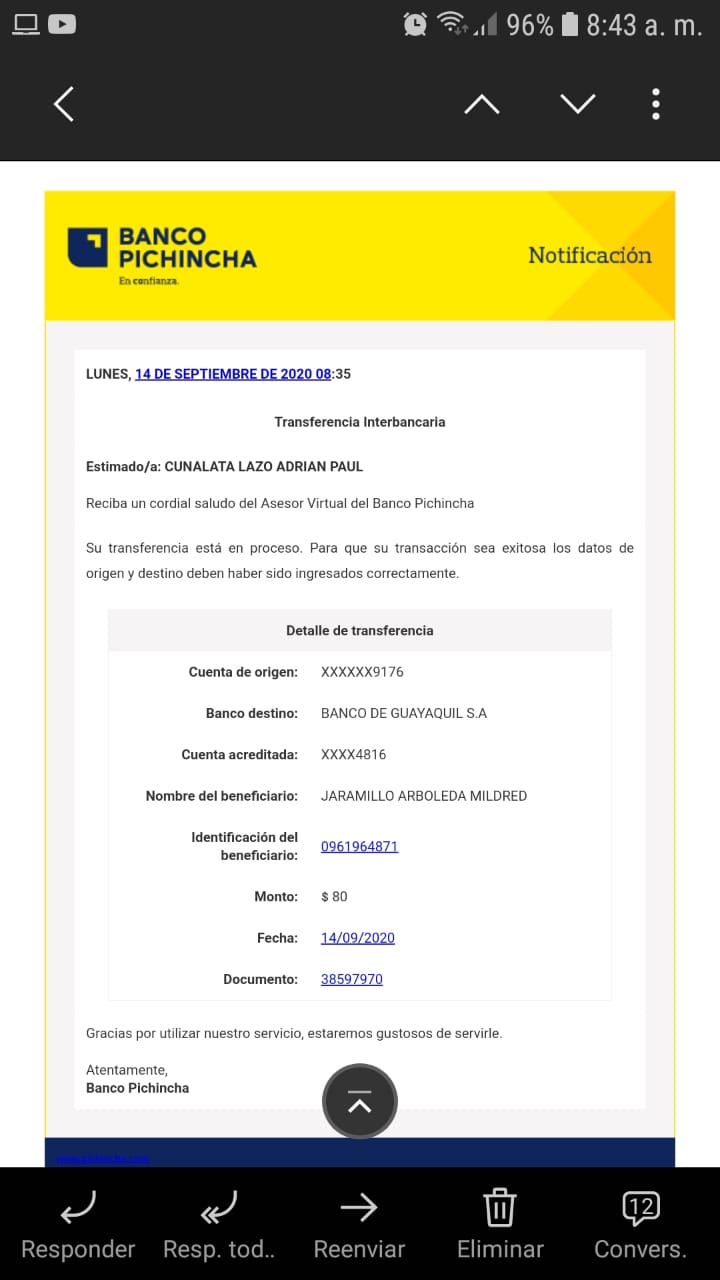 96% 8:43 a. m.
BANCO
PICHINCHA
En confianza.
Notificación
LUNES, 14 DE SEPTIEMBRE DE 2020 08:35
Transferencia Interbancaria
Estimado/a: CUNALATA LAZO ADRIAN PAUL
Reciba un cordial saludo del Asesor Virtual del Banco Pichincha
Su transferencia está en proceso. Para que su transacción sea exitosa los datos de
origen y destino deben haber sido ingresados correctamente.
Detalle de transferencia
Cuenta de origen: XXXXXX9176
Banco destino: BANCO DE GUAYAQUIL S.A
Cuenta acreditada: XXXX4816
Nombre del beneficiario: JARAMILLO ARBOLEDA MILDRED
Identificación del
beneficiario: 0961964871
Monto: $ 80
Fecha: 14/09/2020
Documento: 38597970
Gracias por utilizar nuestro servicio, estaremos gustosos de servirle.
Atentamente,
Banco Pichincha
www.pichincha.com
12
Responder Resp. tod.. Reenviar Eliminar Convers.